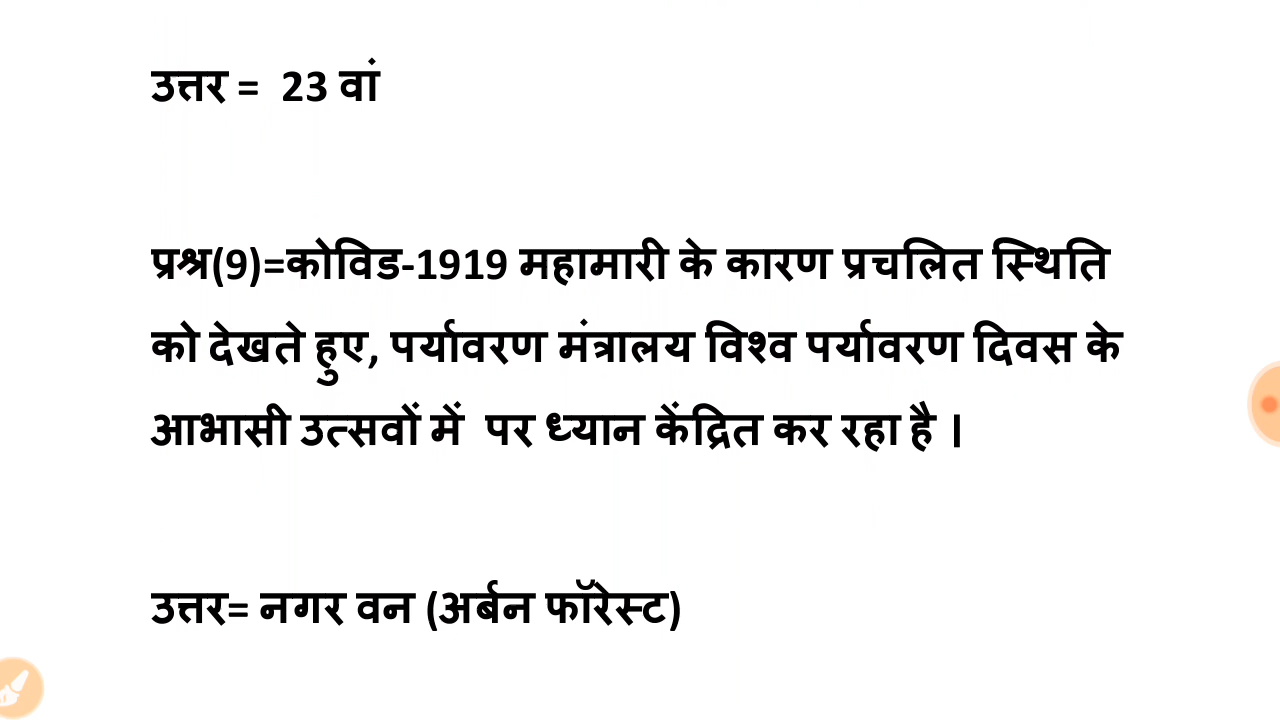 उत्तर = 23 वां
प्रश्न(9)=कोविड-1919 महामारी के कारण प्रचलित स्थिति
को देखते हुए, पर्यावरण मंत्रालय विश्व पर्यावरण दिवस के
आभासी उत्सवों में पर ध्यान केंद्रित कर रहा है ।
उत्तर= नगर वन (अर्बन फॉरेस्ट)